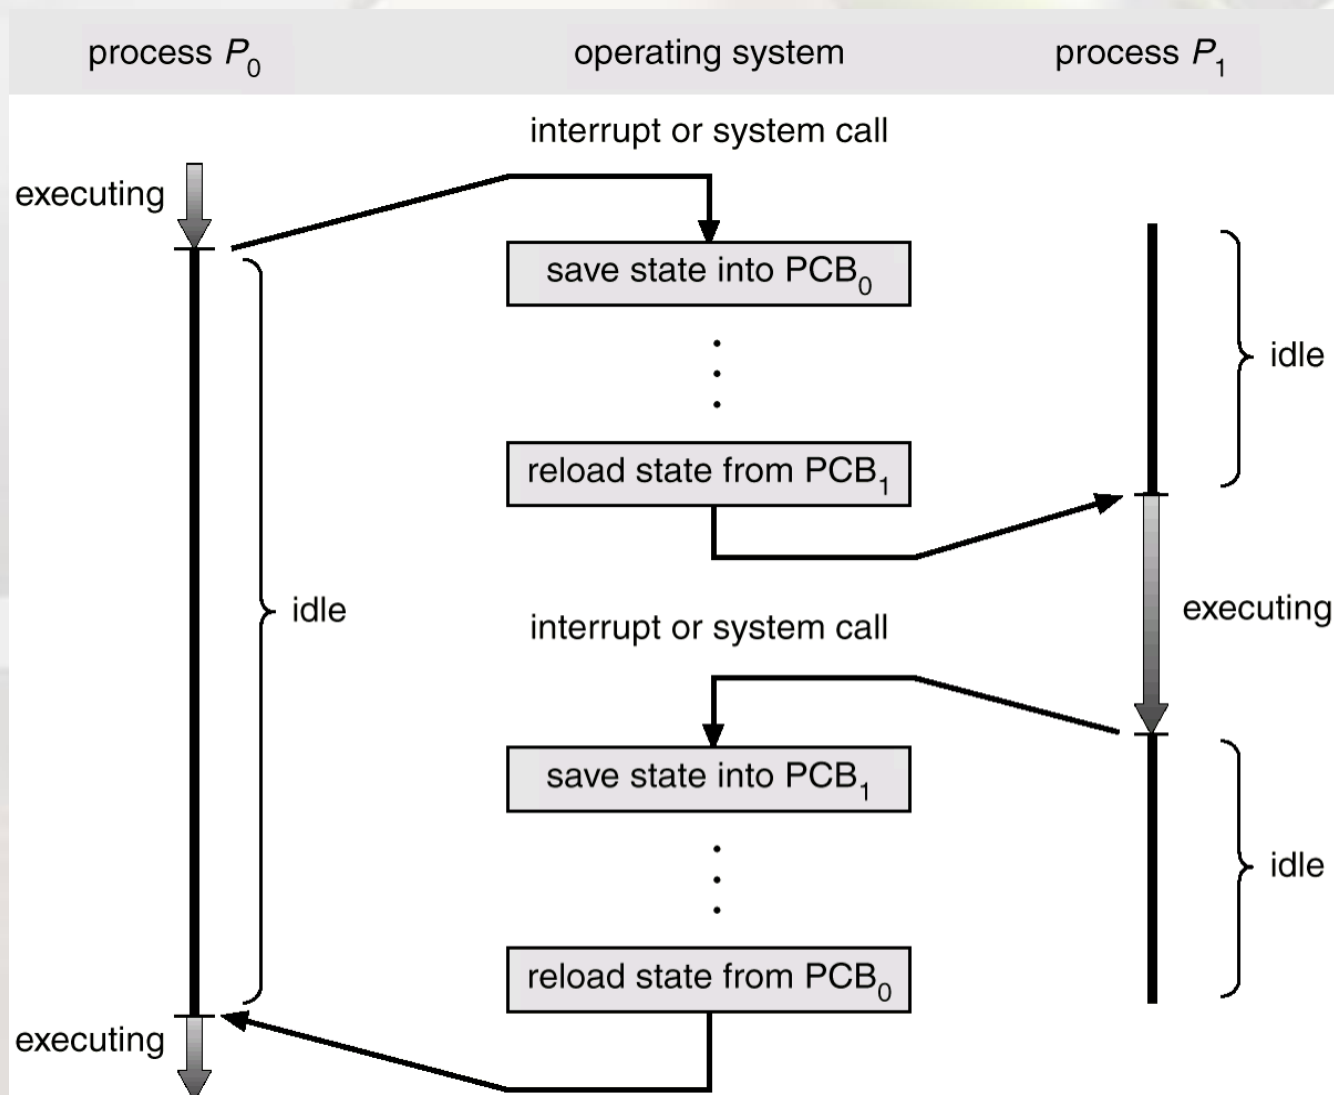 process P₀
operating system
process P₁
interrupt or system call
executing
save state into PCB₀
idle
reload state from PCB₁
idle
executing
interrupt or system call
save state into PCB₁
idle
reload state from PCB₀
executing